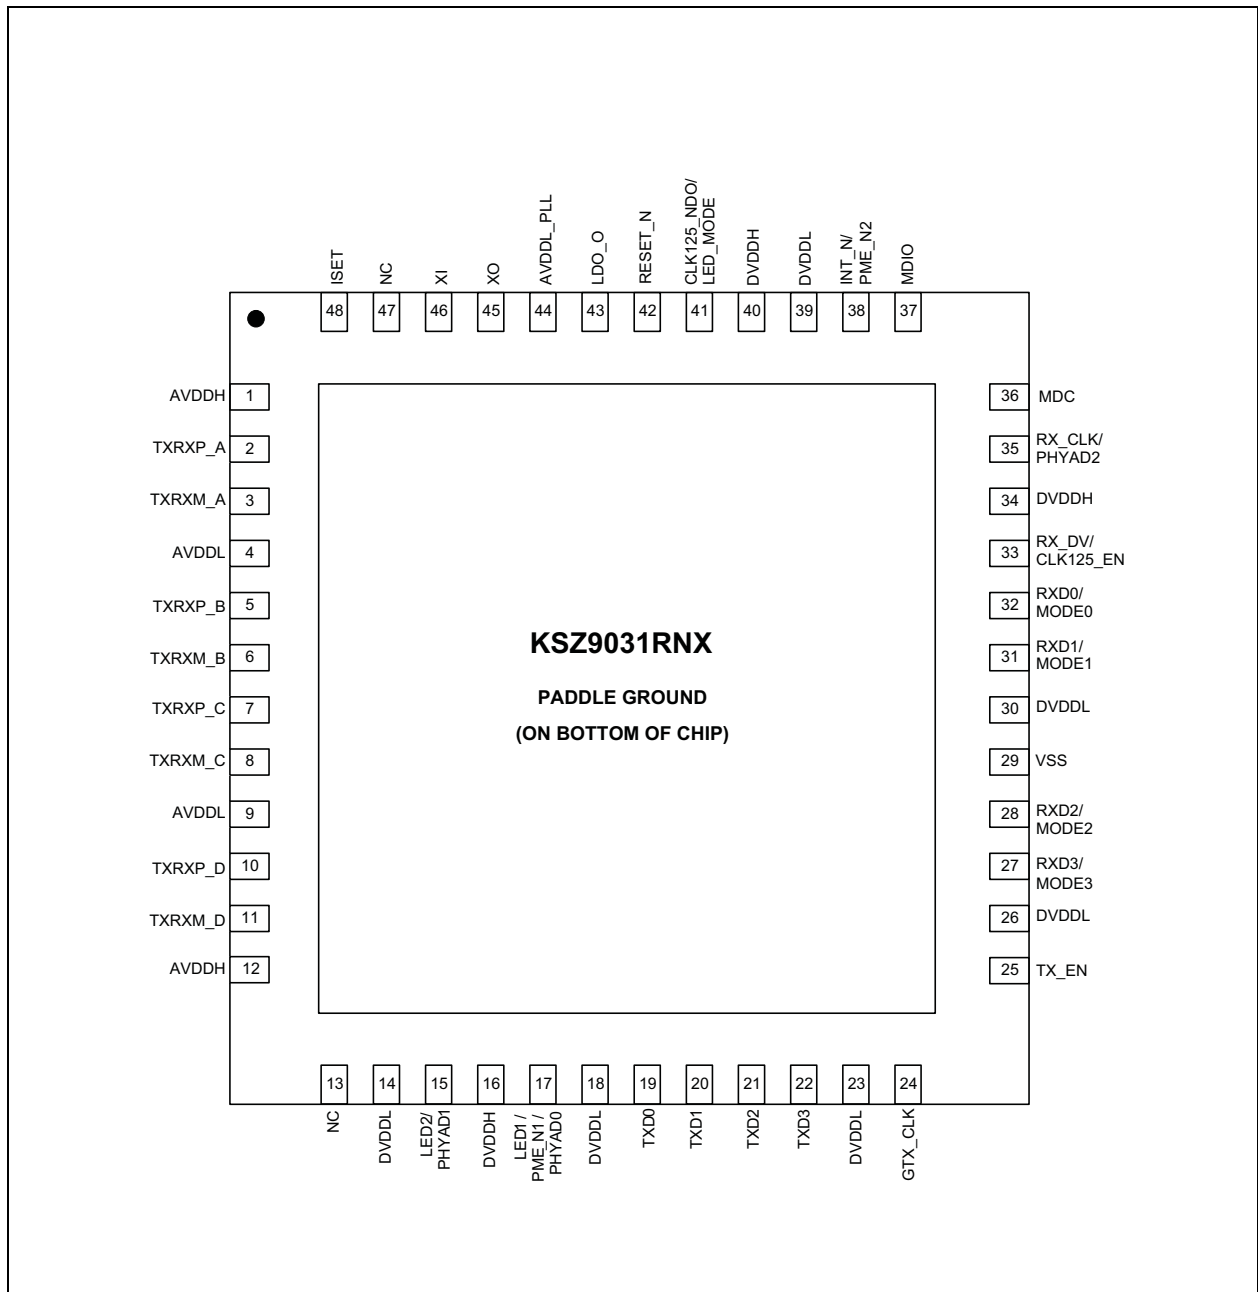 ISET
NC
XI
XO
AVDDL_PLL
LDO_O
RESET_N
CLK125_NDO/
LED_MODE
DVDDH
DVDDL
INT_N/
PME_N2
MDIO
48
47
46
45
44
43
42
41
40
39
38
37
AVDDH 1
TXRXP_A 2
TXRXM_A 3
AVDDL 4
TXRXP_B 5
TXRXM_B 6
TXRXP_C 7
TXRXM_C 8
AVDDL 9
TXRXP_D 10
TXRXM_D 11
AVDDH 12
KSZ9031RNX
PADDLE GROUND
(ON BOTTOM OF CHIP)
36 MDC
35 RX_CLK/
PHYAD2
34 DVDDH
33 RX_DV/
CLK125_EN
32 RXD0/
MODE0
31 RXD1/
MODE1
30 DVDDL
29 VSS
28 RXD2/
MODE2
27 RXD3/
MODE3
26 DVDDL
25 TX_EN
13
14
15
16
17
18
19
20
21
22
23
24
NC
DVDDL
LED2/
PHYAD1
DVDDH
LED1 /
PME_N1 /
PHYAD0
DVDDL
TXD0
TXD1
TXD2
TXD3
DVDDL
GTX_CLK